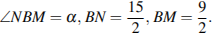 ∠NBM = α, BN = 15/2, BM = 9/2.